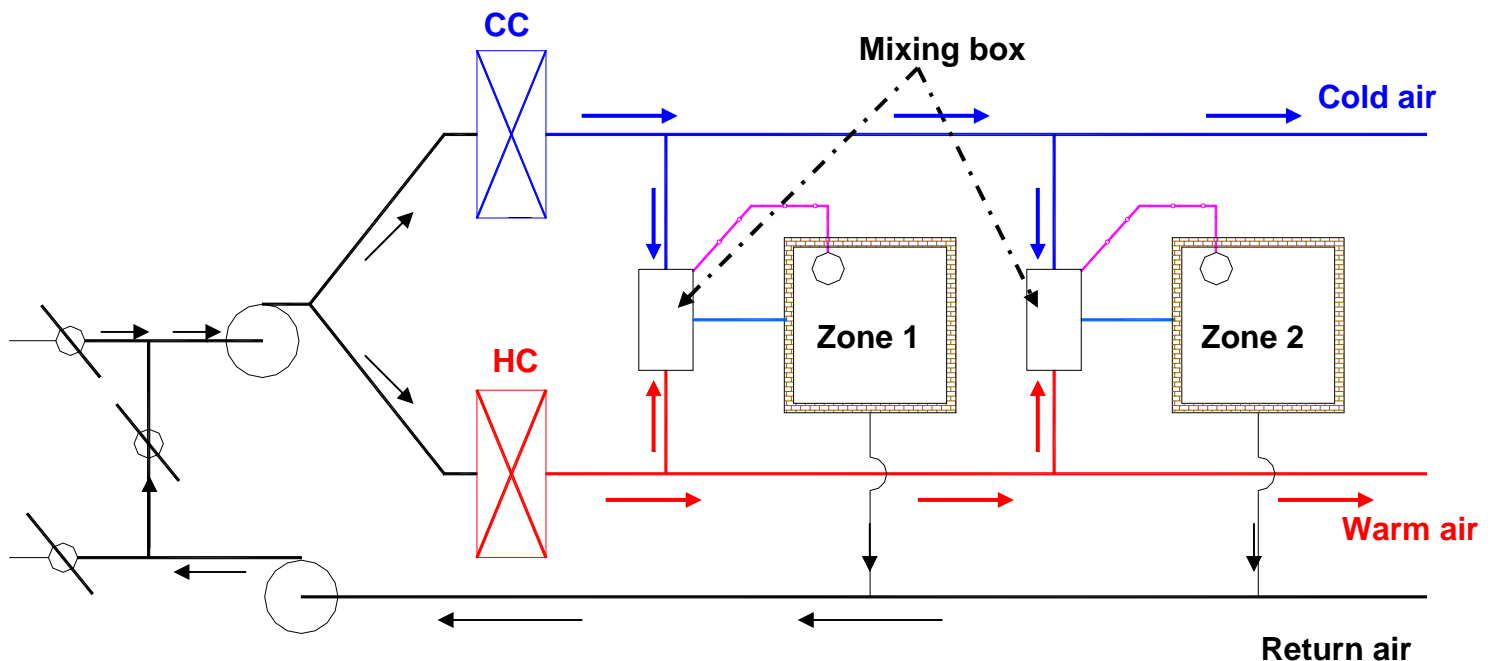 CC
Mixing box
Cold air
Zone 1
Zone 2
HC
Warm air
Return air